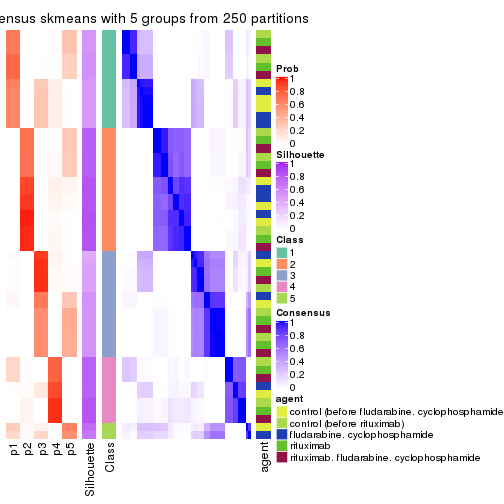 ensus skmeans with 5 groups from 250 partitions
Prob
1
0.8
0.6
0.4
0.2
0
Silhouette
1
0.8
0.6
0.4
0.2
0
Class
1
2
3
4
5
Consensus
1
0.8
0.6
0.4
0.2
0
agent
control (before fludarabine. cyclophosphamide
control (before rituximab)
fludarabine. cyclophosphamide
rituximab
rituximab. fludarabine. cyclophosphamide
p1
p2
p3
p4
p5
Silhouette
Class
agent